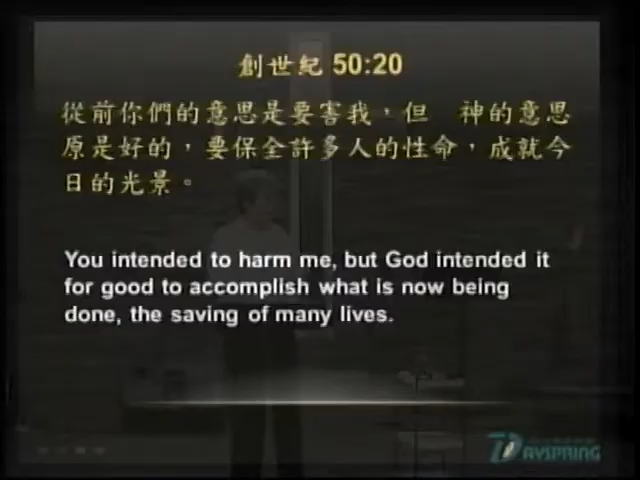 創世紀 50:20
從前你們的意思是要害我，但　神的意思
原是好的，要保全許多人的性命，成就今
日的光景。
You intended to harm me, but God intended it
for good to accomplish what is now being
done, the saving of many lives.
DAYSPRING